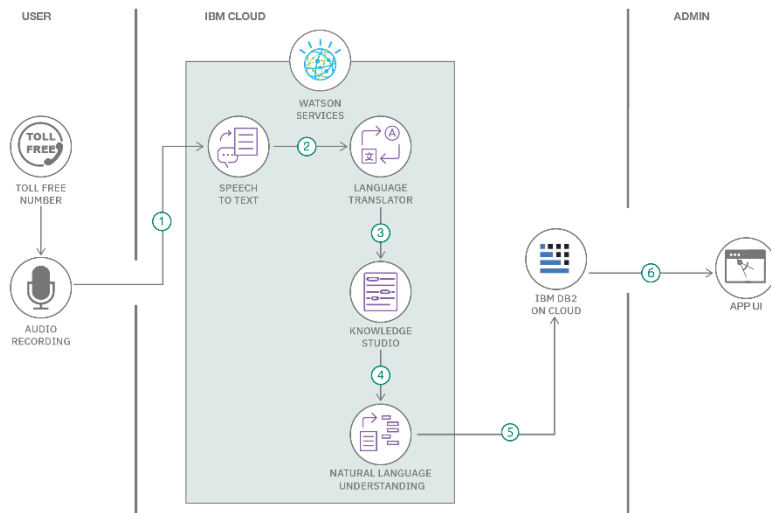 USER
IBM CLOUD
ADMIN
WATSON
SERVICES
TOLL
FREE
TOLL FREE
NUMBER
1
SPEECH
TO TEXT
2
A
文
LANGUAGE
TRANSLATOR
3
AUDIO
RECORDING
KNOWLEDGE
STUDIO
4
NATURAL LANGUAGE
UNDERSTANDING
5
IBM DB2
ON CLOUD
6
APP UI